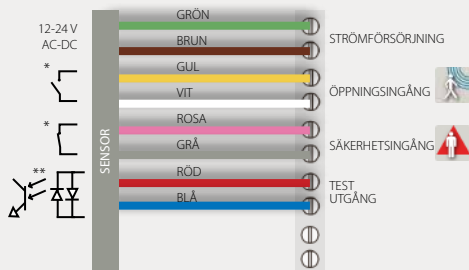 12-24 V
AC-DC
*
*
**
SENSOR
GRÖN
BRUN
GUL
VIT
ROSA
GRÅ
RÖD
BLÅ
STRÖMFÖRSÖRJNING
ÖPPNINGSINGÅNG
SÄKERHETSINGÅNG
TEST
UTGÅNG